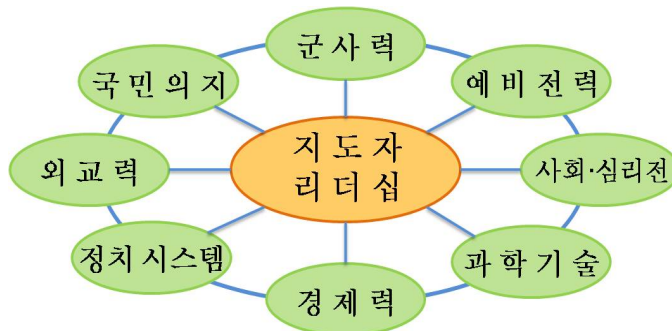 군사력
국민의지
예비전력
외교력
지도자
리더십
사회·심리전
정치시스템
과학기술
경제력